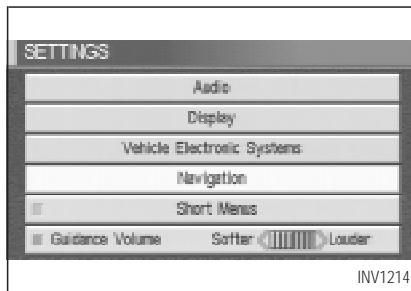 SETTINGS
Audio
Display
Vehicle Electronic Systems
Navigation
Short Menus
Guidance Volume Softer Louder
INV1214